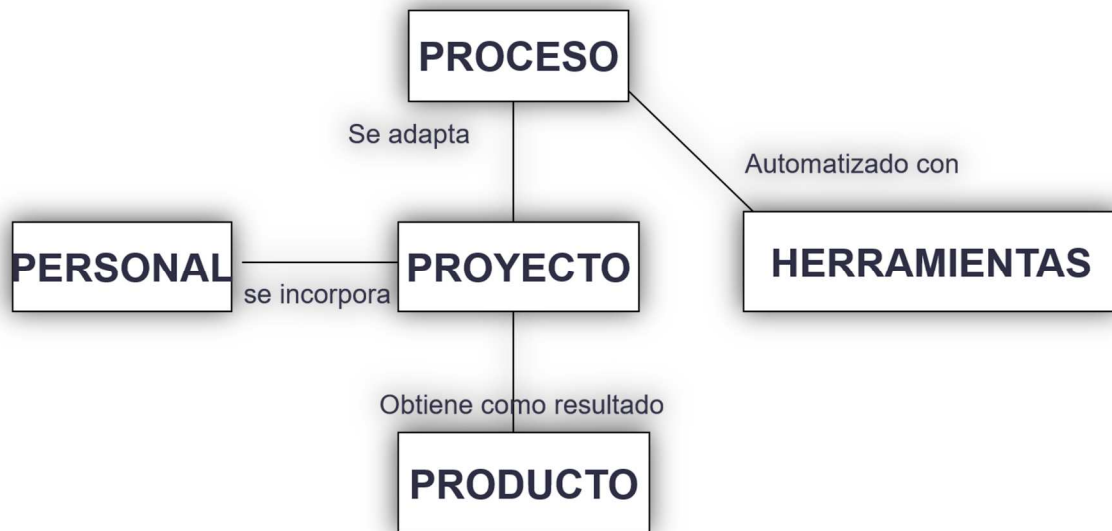 PROCESO
Se adapta
Automatizado con
PERSONAL
PROYECTO
HERRAMIENTAS
se incorpora
Obtiene como resultado
PRODUCTO